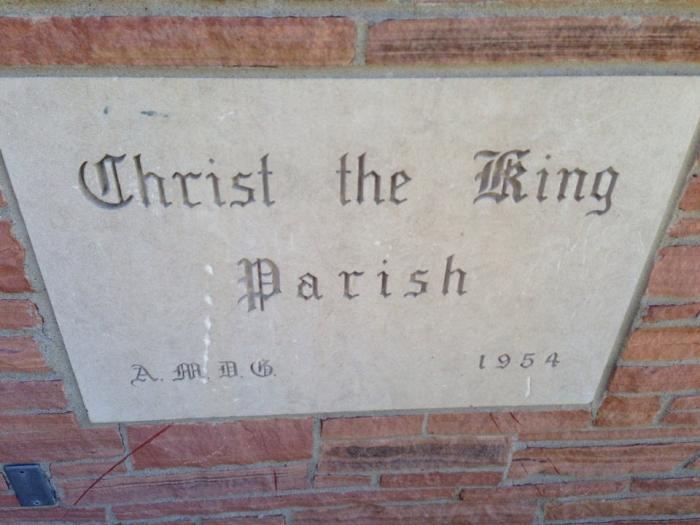 Christ the King
Parish
A. M. D. G. 1954